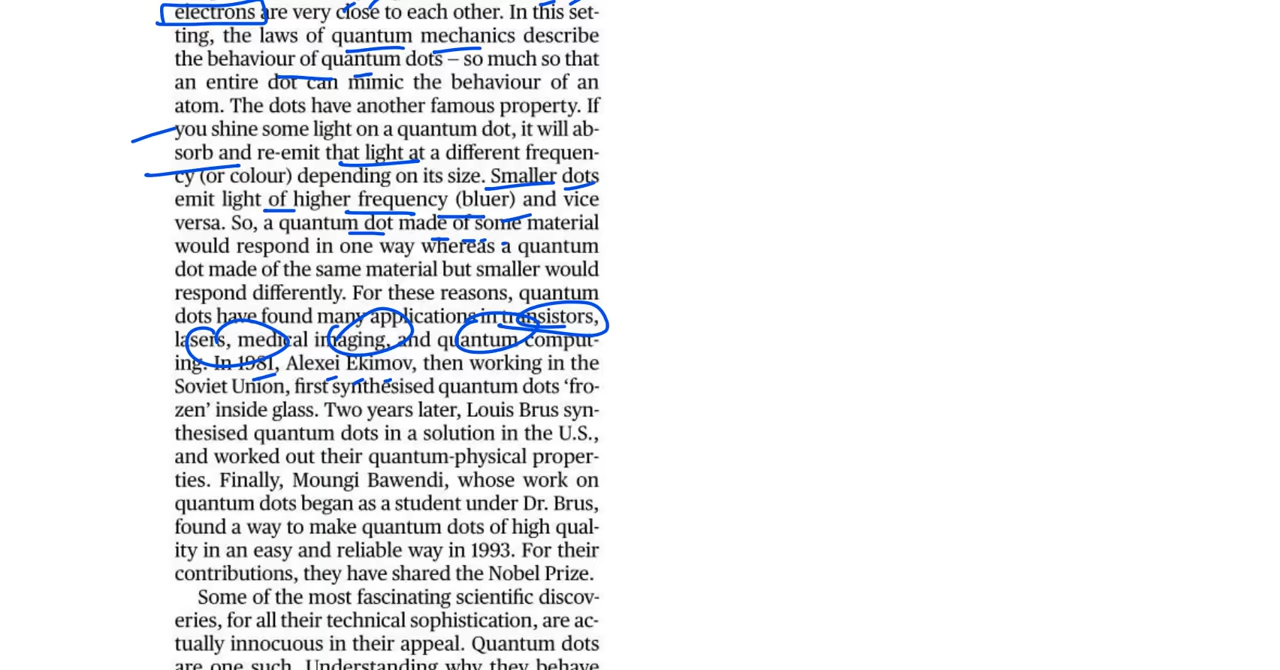 electrons are very close to each other. In this set-
ting, the laws of quantum mechanics describe
the behaviour of quantum dots – so much so that
an entire dot can mimic the behaviour of an
atom. The dots have another famous property. If
you shine some light on a quantum dot, it will ab-
sorb and re-emit that light at a different frequen-
cy (or colour) depending on its size. Smaller dots
emit light of higher frequency (bluer) and vice
versa. So, a quantum dot made of some material
would respond in one way whereas a quantum
dot made of the same material but smaller would
respond differently. For these reasons, quantum
dots have found many applications in transistors,
lasers, medical imaging, and quantum comput-
ing. In 1981, Alexei Ekimov, then working in the
Soviet Union, first synthesised quantum dots ‘fro-
zen’ inside glass. Two years later, Louis Brus syn-
thesised quantum dots in a solution in the U.S.,
and worked out their quantum-physical proper-
ties. Finally, Moungi Bawendi, whose work on
quantum dots began as a student under Dr. Brus,
found a way to make quantum dots of high qual-
ity in an easy and reliable way in 1993. For their
contributions, they have shared the Nobel Prize.
Some of the most fascinating scientific discov-
eries, for all their technical sophistication, are ac-
tually innocuous in their appeal. Quantum dots
are one such. Understanding why they behave